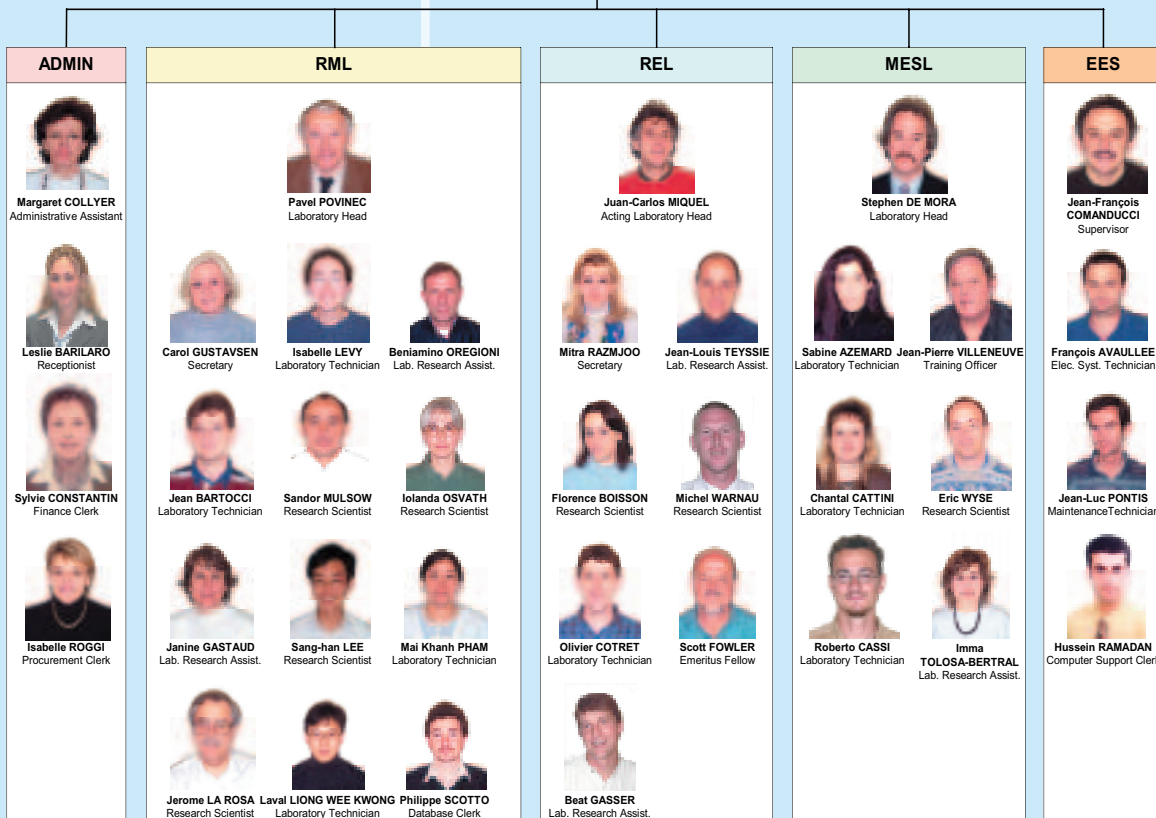 ADMIN
Margaret COLLYER
Administrative Assistant
Leslie BARILARO
Receptionist
Sylvie CONSTANTIN
Finance Clerk
Isabelle ROGGI
Procurement Clerk
RML
Pavel POVINEC
Laboratory Head
Carol GUSTAVSEN
Secretary
Isabelle LEVY
Laboratory Technician
Beniamino OREGIONI
Lab. Research Assist.
Jean BARTOCCI
Laboratory Technician
Sandor MULSOW
Research Scientist
Iolanda OSVATH
Research Scientist
Janine GASTAUD
Lab. Research Assist.
Sang-han LEE
Research Scientist
Mai Khanh PHAM
Laboratory Technician
Jerome LA ROSA
Research Scientist
Laval LIONG WEE KWONG
Laboratory Technician
Philippe SCOTTO
Database Clerk
REL
Juan-Carlos MIQUEL
Acting Laboratory Head
Mitra RAZMJOO
Secretary
Jean-Louis TEYSSIE
Lab. Research Assist.
Florence BOISSON
Research Scientist
Michel WARNAU
Research Scientist
Olivier COTRET
Laboratory Technician
Scott FOWLER
Emeritus Fellow
Beat GASSER
Lab. Research Assist.
MESL
Stephen DE MORA
Laboratory Head
Sabine AZEMARD
Laboratory Technician
Jean-Pierre VILLENEUVE
Training Officer
Chantal CATTINI
Laboratory Technician
Eric WYSE
Research Scientist
Roberto CASSI
Laboratory Technician
Imma
TOLOSA-BERTRAL
Lab. Research Assist.
EES
Jean-François
COMANDUCCI
Supervisor
François AVAULLEE
Elec. Syst. Technician
Jean-Luc PONTIS
MaintenanceTechnician
Hussein RAMADAN
Computer Support Clerk